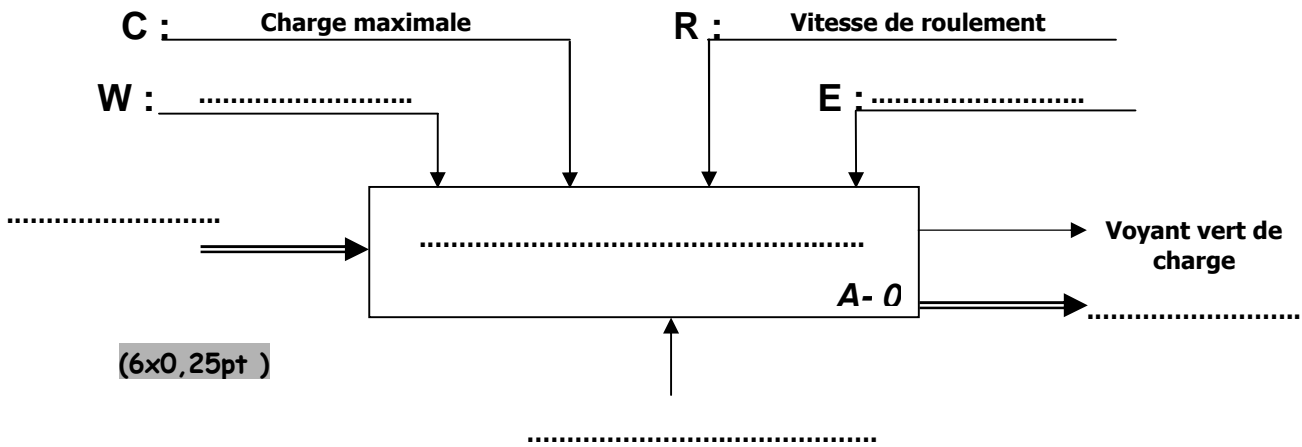 C : Charge maximale
R : Vitesse de roulement
W : ...........................
E : ...........................
...........................
.........................................................
Voyant vert de
charge
A- 0
...........................
(6x0,25pt )
.............................................